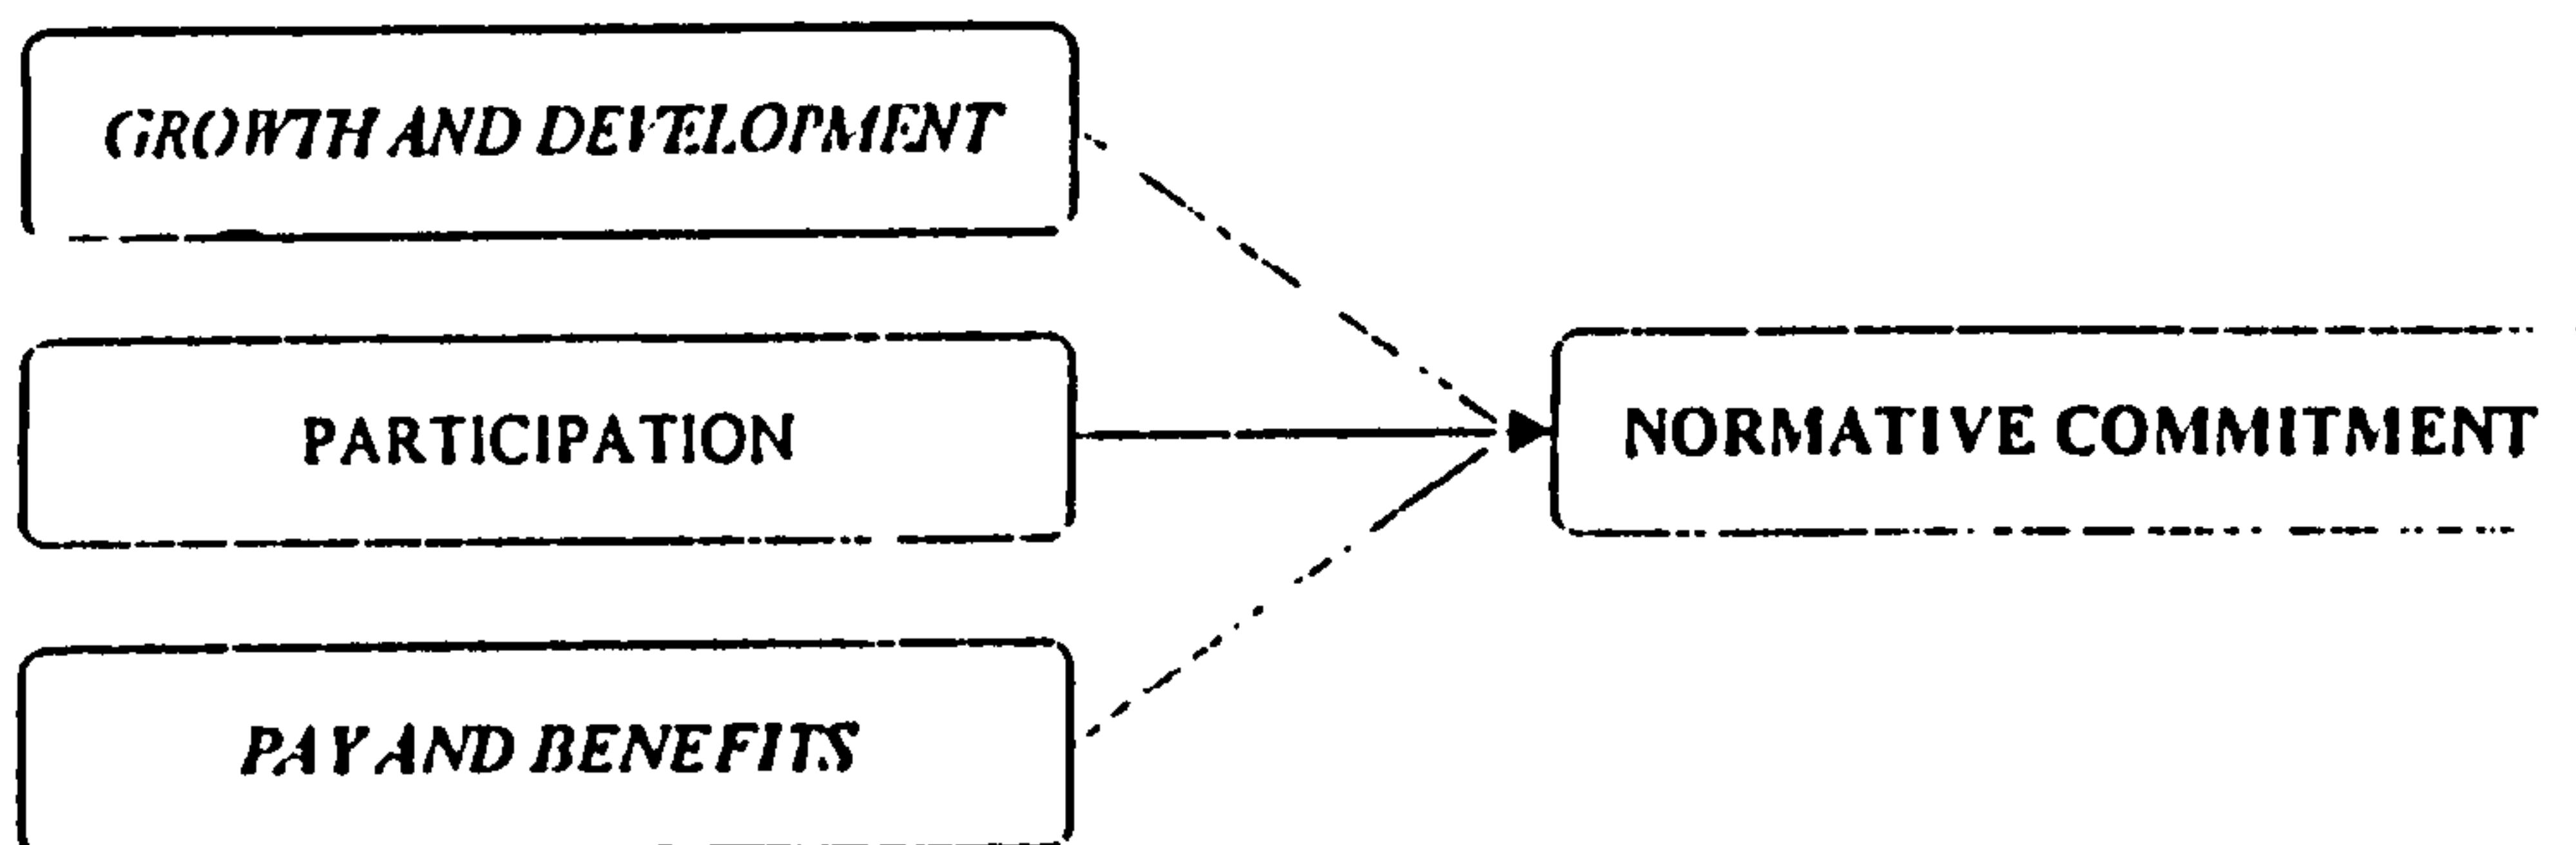 GROWTH AND DEVELOPMENT
PARTICIPATION
NORMATIVE COMMITMENT
PAY AND BENEFITS